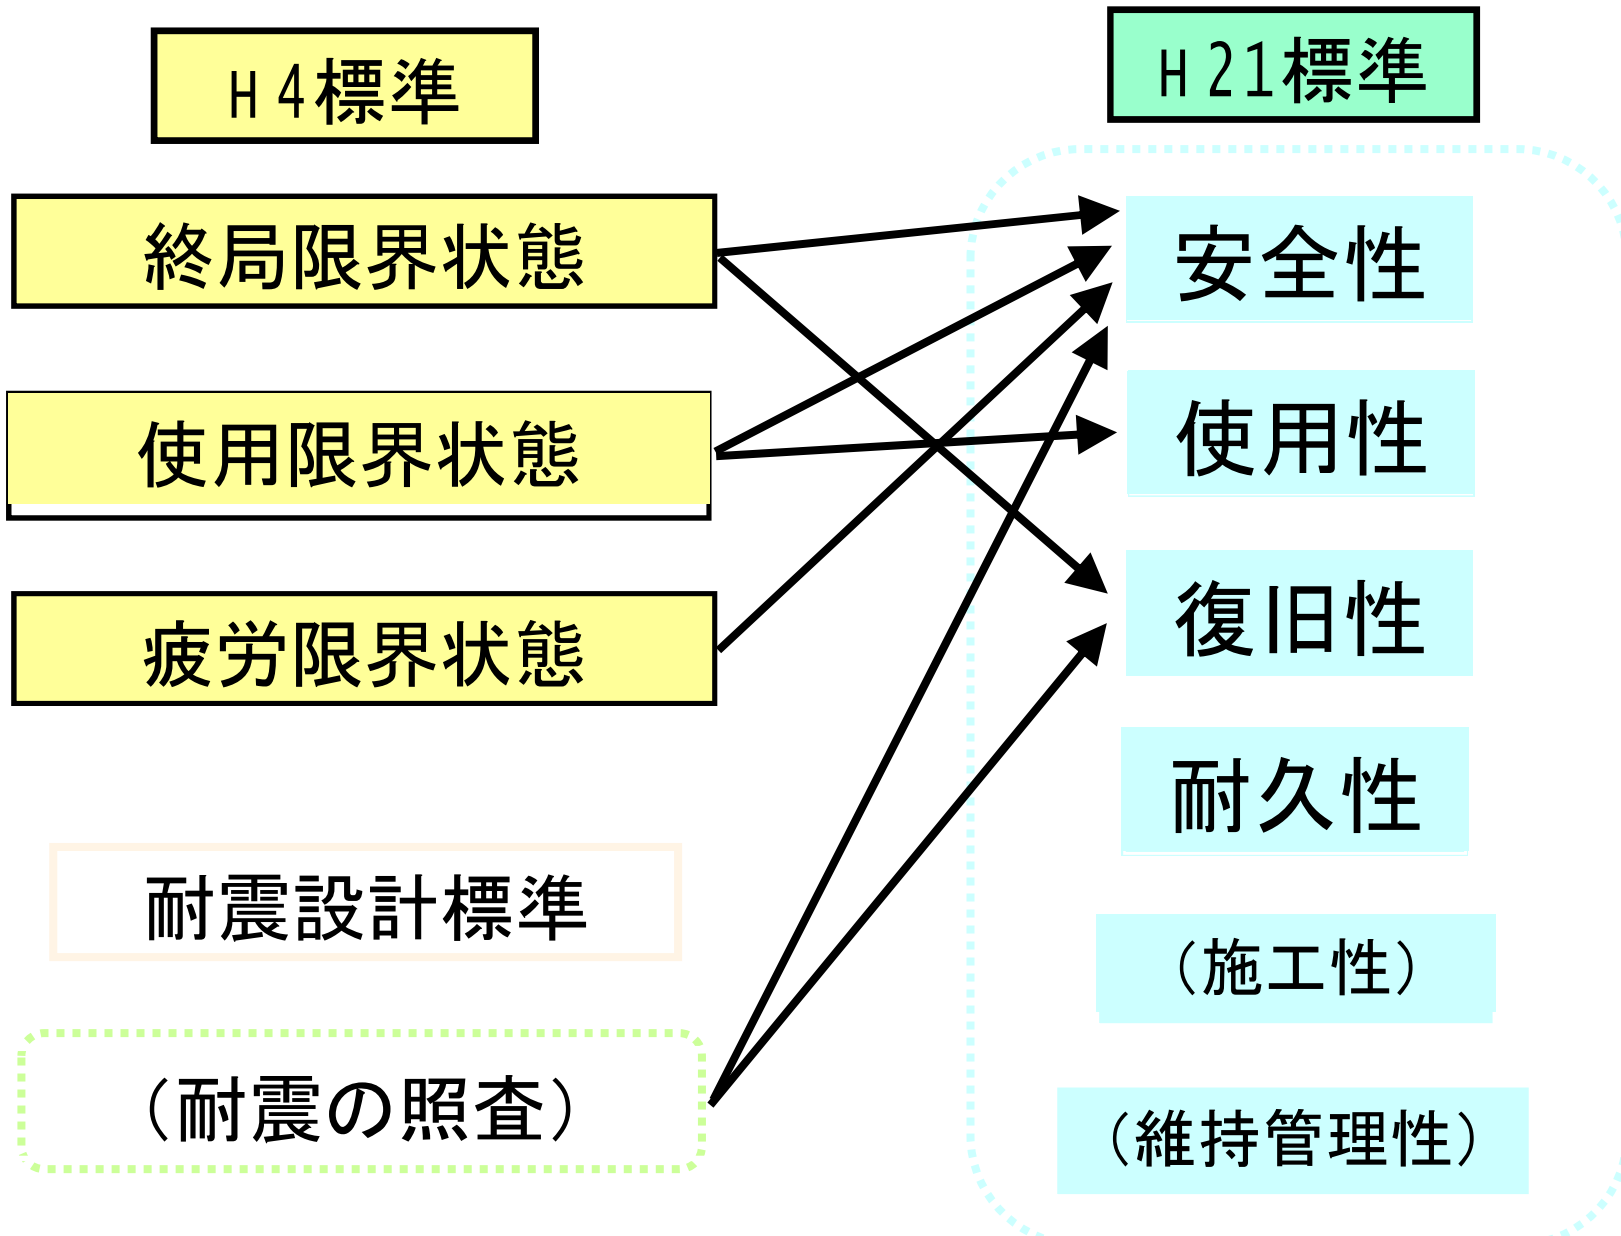 H4標準
終局限界状態
使用限界状態
疲労限界状態
耐震設計標準
（耐震の照査）
H21標準
安全性
使用性
復旧性
耐久性
（施工性）
（維持管理性）